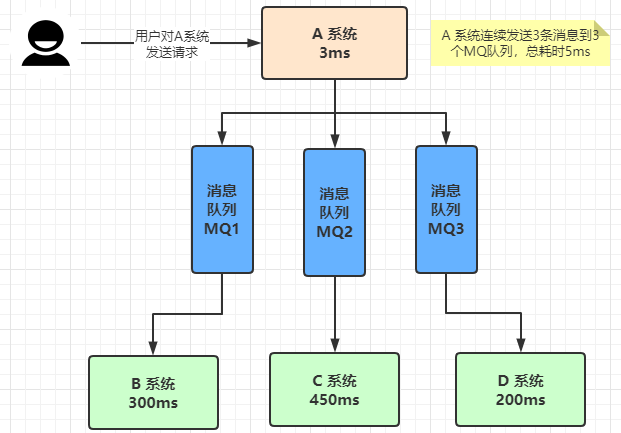 用户对A系统
发送请求
A 系统
3ms
A 系统连续发送3条消息到3
个MQ队列，总耗时5ms
消息
队列
MQ1
消息
队列
MQ2
消息
队列
MQ3
B 系统
300ms
C 系统
450ms
D 系统
200ms